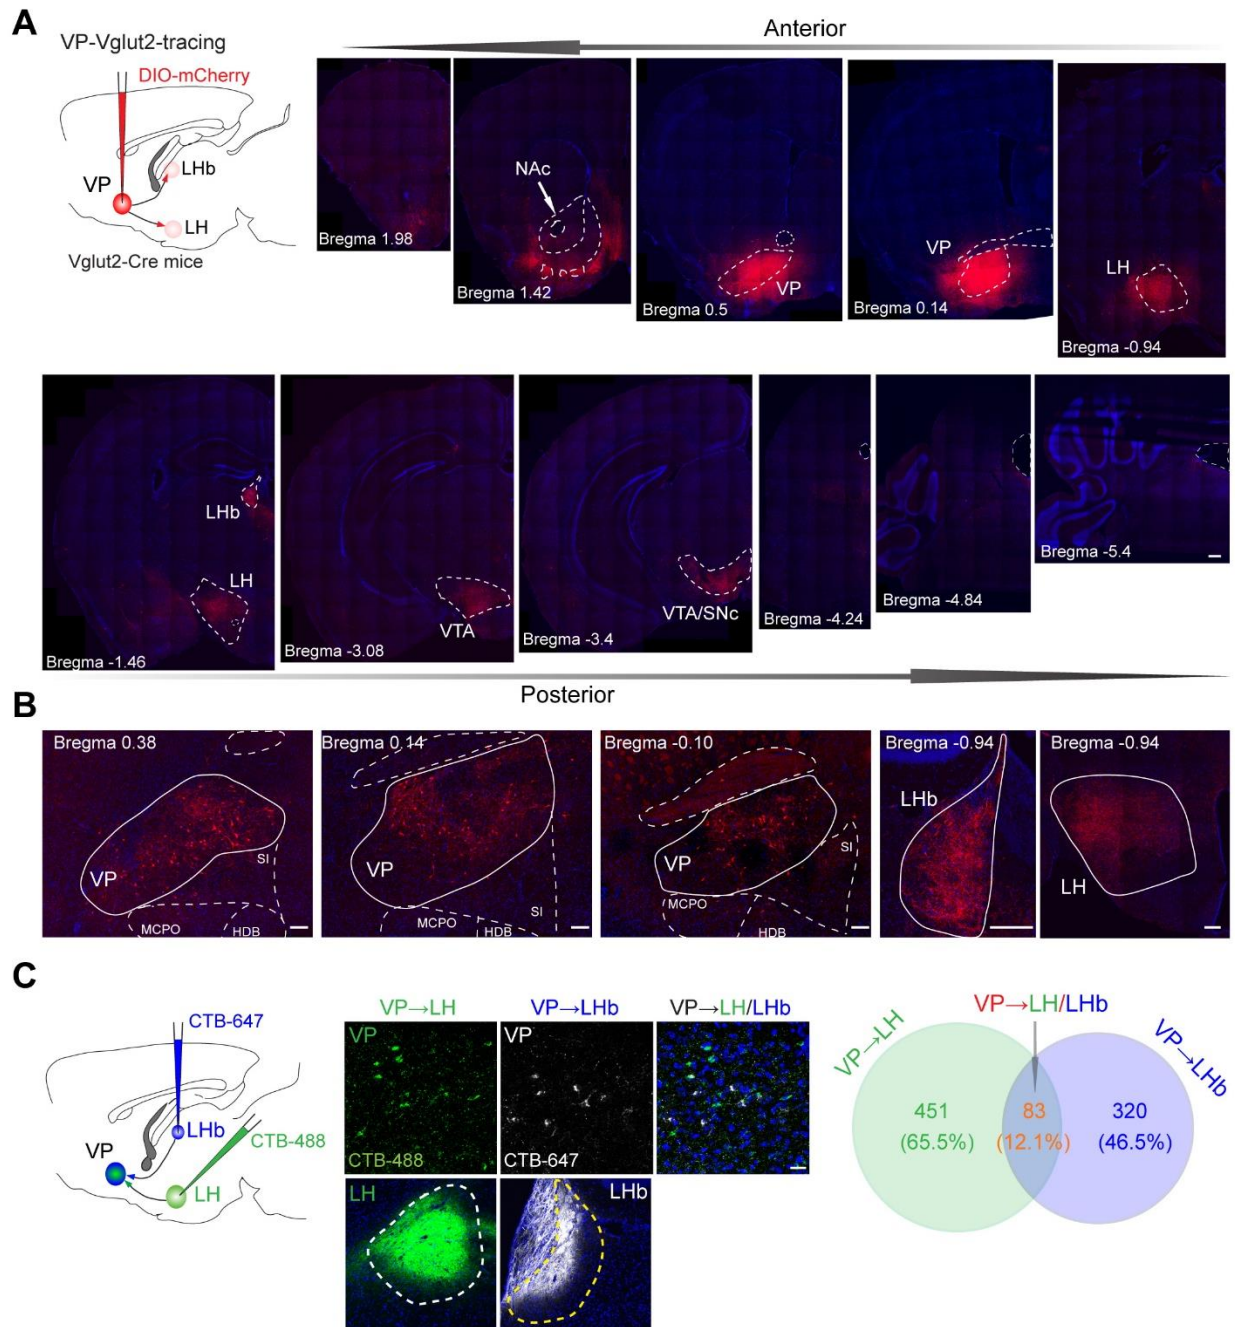 A
VP-Vglut2-tracing
DIO-mCherry
LHb
VP
LH
Vglut2-Cre mice
Anterior
Bregma 1.98
NAc
Bregma 1.42
VP
Bregma 0.5
VP
Bregma 0.14
LH
Bregma -0.94
LHb
LH
Bregma -1.46
VTA
Bregma -3.08
VTA/SNc
Bregma -3.4
Bregma -4.24
Bregma -4.84
Bregma -5.4
Posterior
B
Bregma 0.38
VP
SI
MCPO
HDB
Bregma 0.14
VP
SI
MCPO
HDB
Bregma -0.10
VP
SI
MCPO
HDB
Bregma -0.94
LHb
Bregma -0.94
LH
C
CTB-647
LHb
CTB-488
VP
LH
VP→LH
VP→LHb
VP→LH/LHb
VP
CTB-488
VP
CTB-647
LH
LHb
VP→LH/LHb
VP→LH
VP→LHb
451
(65.5%)
83
(12.1%)
320
(46.5%)